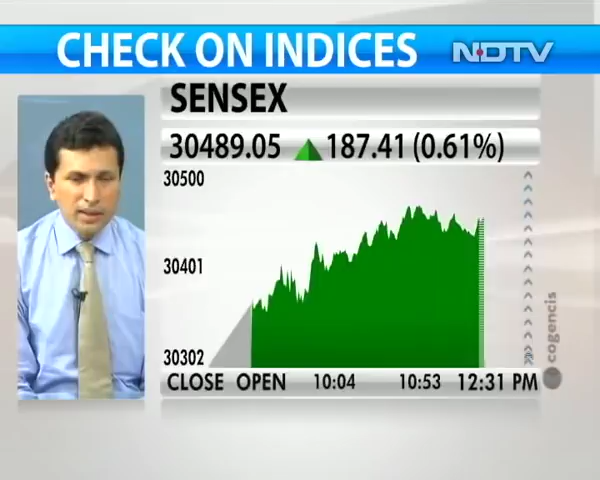 CHECK ON INDICES NDTV
SENSEX
30489.05 187.41 (0.61%)
30500
30401
30302
CLOSE OPEN 10:04 10:53 12:31 PM
cogencis